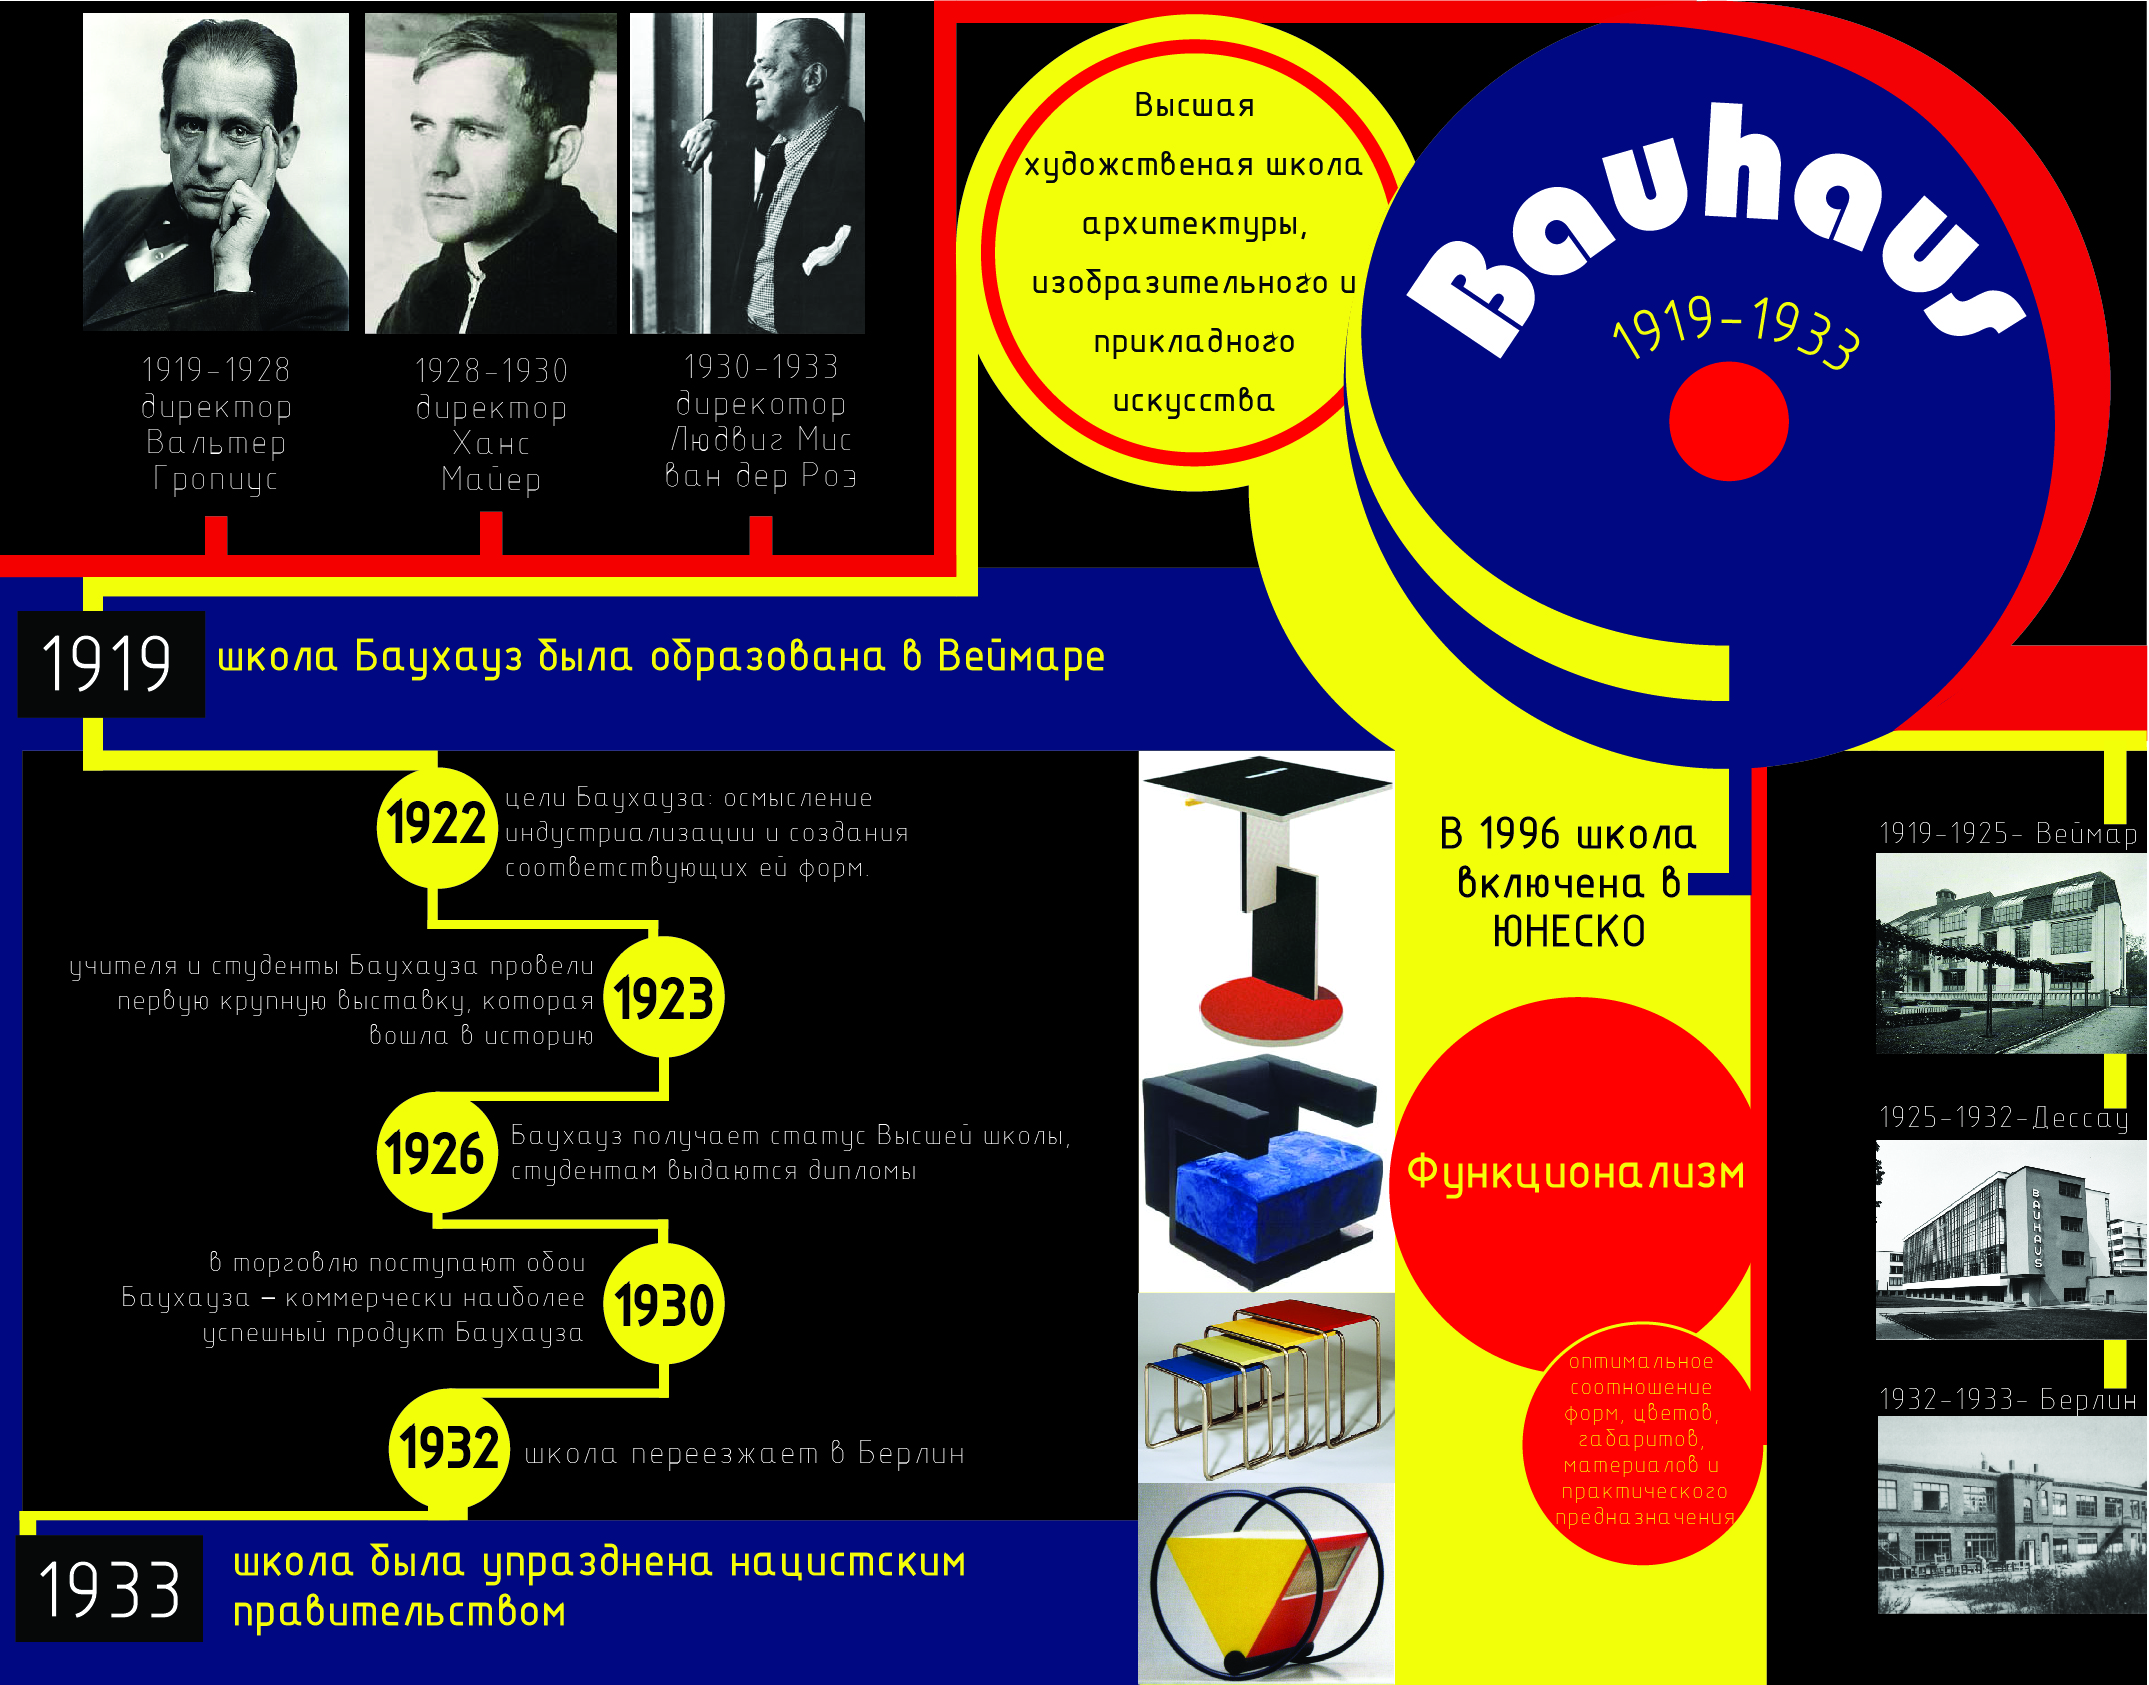 1919-1928
директор
Вальтер
Гропиус
1928-1930
директор
Ханс
Майер
1930-1933
дирекотор
Людвиг Мис
ван дер Роэ
Высшая
художественая школа
архитектуры,
изобразительного и
прикладного
искусства
Bauhaus
1919-1933
1919
школа Баухауз была образована в Веймаре
1922
цели Баухауза: осмысление
индустриализации и создания
соответствующих ей форм.
учителя и студенты Баухауза провели
первую крупную выставку, которая
вошла в историю
1923
1926
Баухауз получает статус Высшей школы,
студентам выдаются дипломы
в торговлю поступают обои
Баухауза – коммерчески наиболее
успешный продукт Баухауза
1930
1932
школа переезжает в Берлин
1933
школа была упразднена нацистским
правительством
В 1996 школа
включена в
ЮНЕСКО
Функционализм
оптимальное
соотношение
форм, цветов,
габаритов,
материалов и
практического
предназначения
1919-1925- Веймар
1925-1932-Дессау
BAUHAUS
1932-1933- Берлин